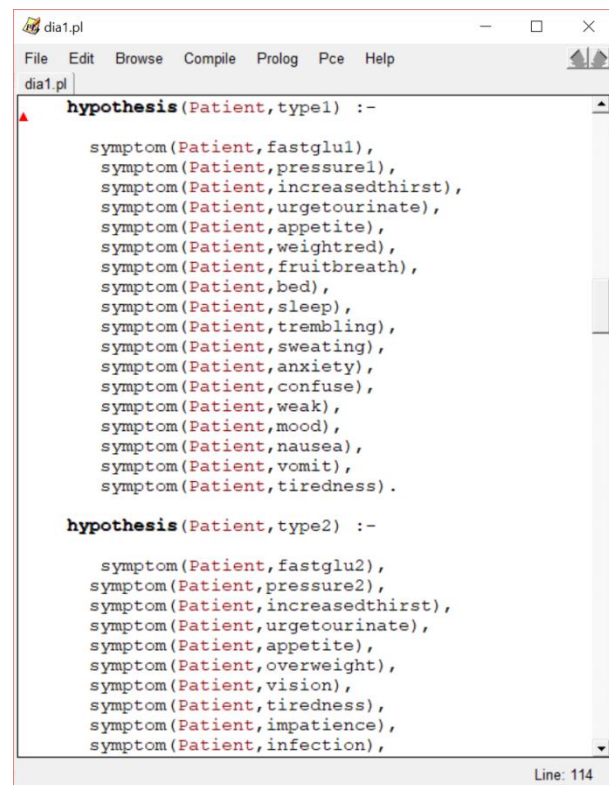 dia1.pl
File Edit Browse Compile Prolog Pce Help
dia1.pl
hypothesis(Patient,type1) :-
symptom(Patient,fastglu1),
symptom(Patient,pressure1),
symptom(Patient,increasedthirst),
symptom(Patient,urgetourinate),
symptom(Patient,appetite),
symptom(Patient,weightred),
symptom(Patient,fruitbreath),
symptom(Patient,bed),
symptom(Patient,sleep),
symptom(Patient,trembling),
symptom(Patient,sweating),
symptom(Patient,anxiety),
symptom(Patient,confuse),
symptom(Patient,weak),
symptom(Patient,mood),
symptom(Patient,nausea),
symptom(Patient,vomit),
symptom(Patient,tiredness).
hypothesis(Patient,type2) :-
symptom(Patient,fastglu2),
symptom(Patient,pressure2),
symptom(Patient,increasedthirst),
symptom(Patient,urgetourinate),
symptom(Patient,appetite),
symptom(Patient,overweight),
symptom(Patient,vision),
symptom(Patient,tiredness),
symptom(Patient,impatience),
symptom(Patient,infection),
Line: 114